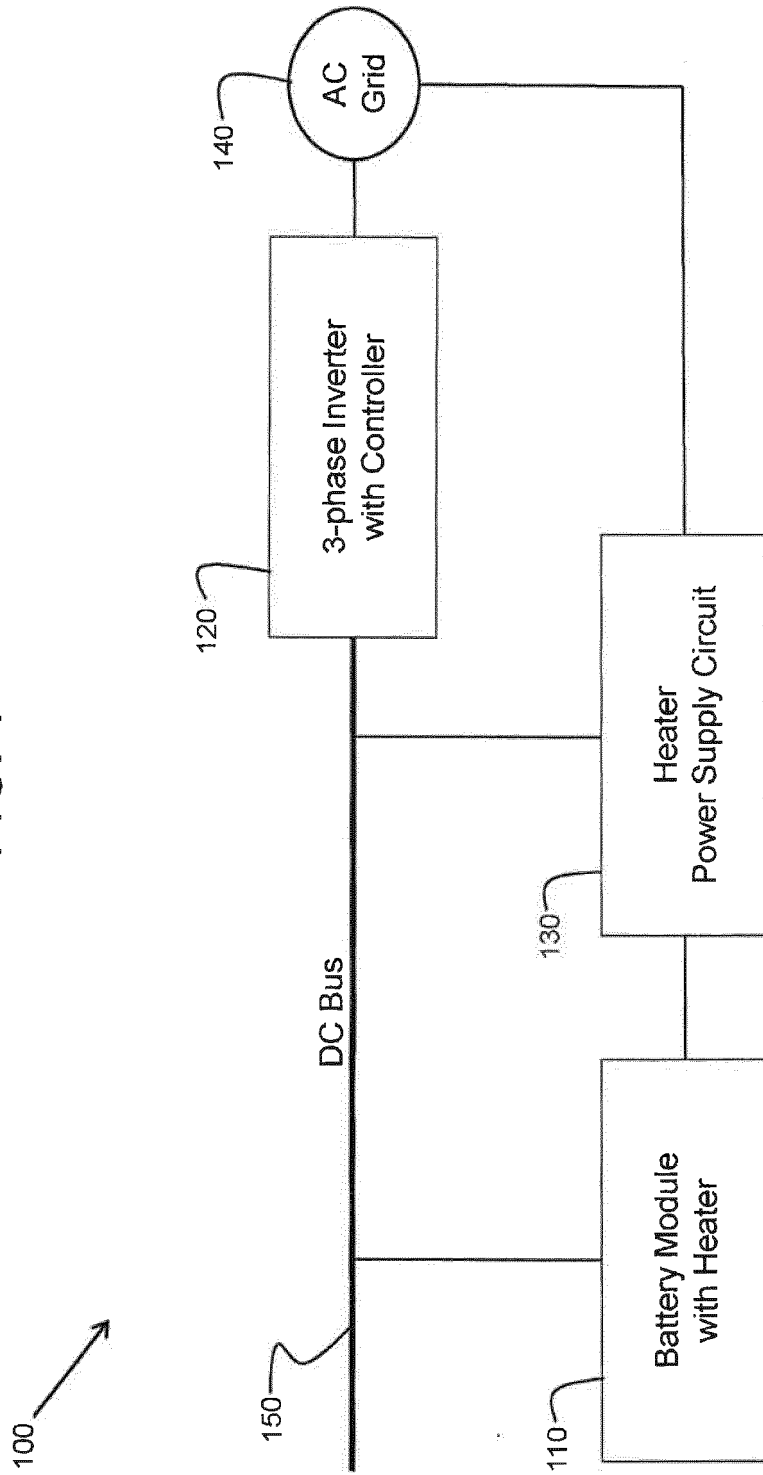 100
150
DC Bus
120
3-phase Inverter
with Controller
140
AC
Grid
110
Battery Module
with Heater
130
Heater
Power Supply Circuit